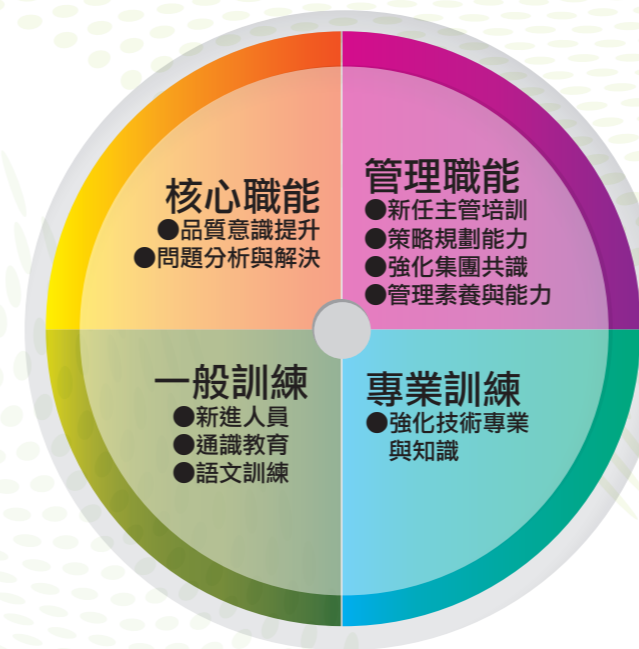 核心職能
●品質意識提升
●問題分析與解決
管理職能
●新任主管培訓
●策略規劃能力
●強化集團共識
●管理素養與能力
一般訓練
●新進人員
●通識教育
●語文訓練
專業訓練
●強化技術專業
與知識